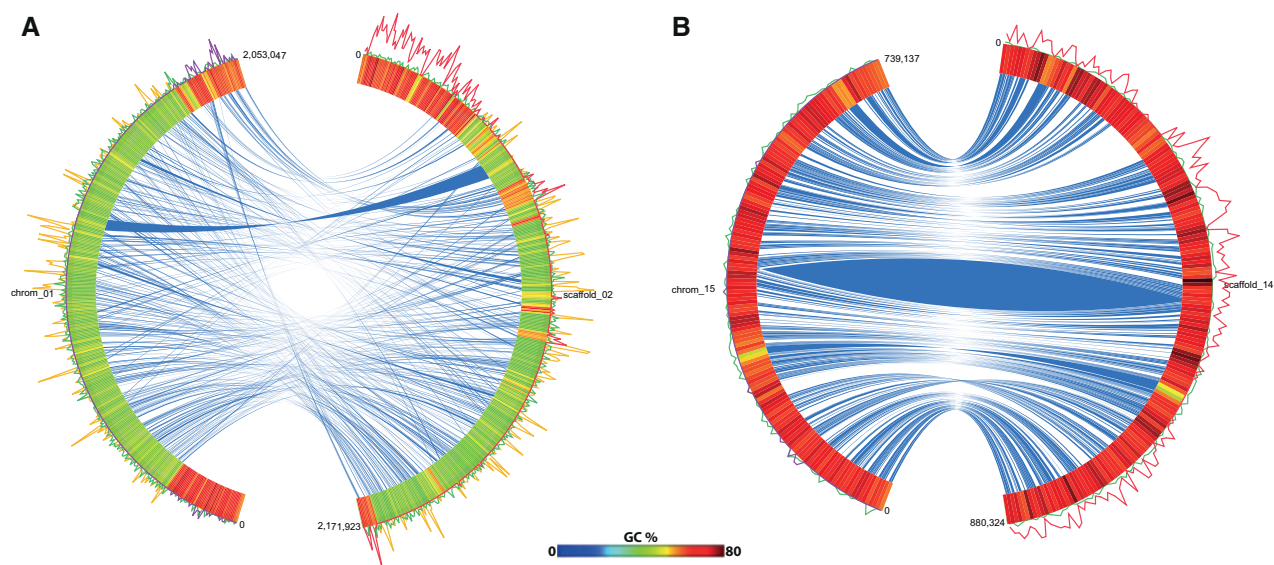 A
B
2,053,047
0
0
739,137
chrom_01
scaffold_02
chrom_15
scaffold_14
0
2,171,923
0
880,324
GC %
0
80